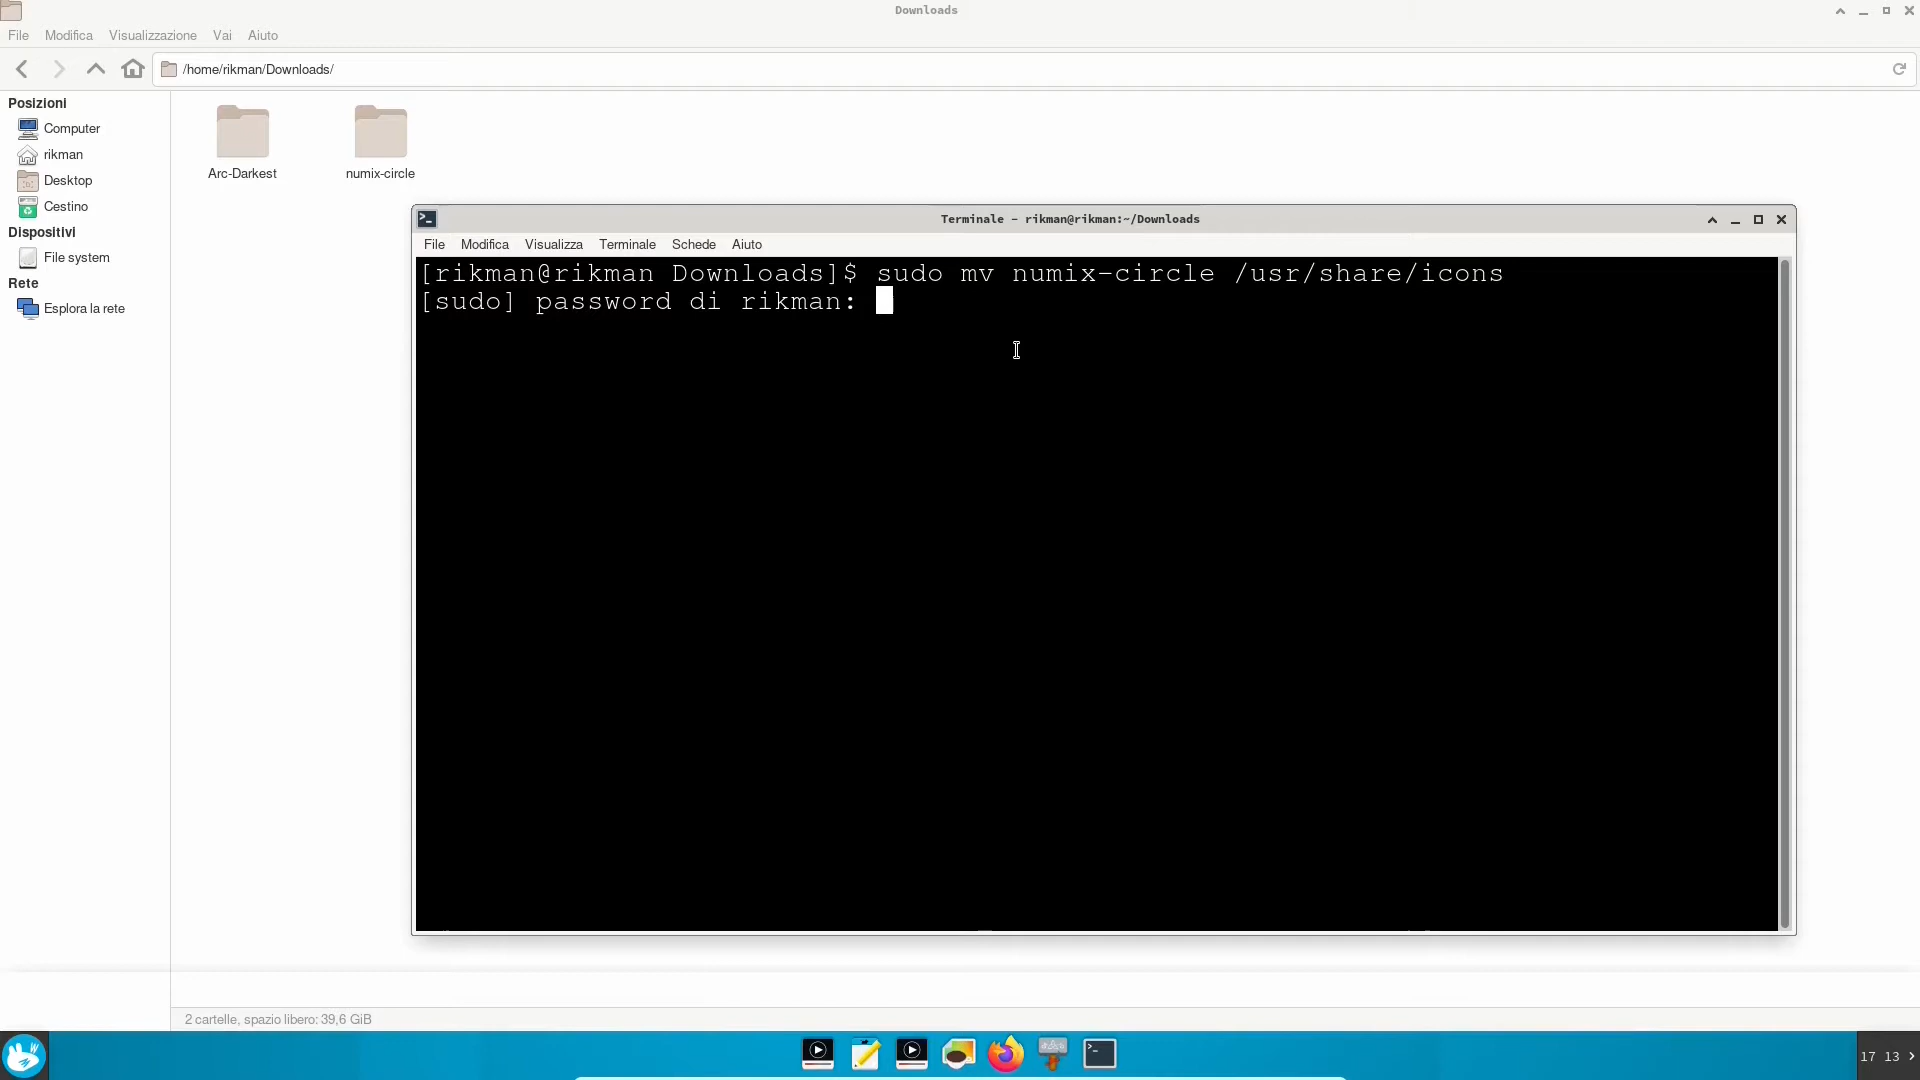 Downloads
File Modifica Visualizzazione Vai Aiuto
/home/rikman/Downloads/
Posizioni
Computer
rikman
Desktop
Cestino
Dispositivi
File system
Rete
Esplora la rete
Arc-Darkest
numix-circle
Terminale - rikman@rikman:~/Downloads
File Modifica Visualizza Terminale Schede Aiuto
[rikman@rikman Downloads]$ sudo mv numix-circle /usr/share/icons
[sudo] password di rikman:
2 cartelle, spazio libero: 39,6 GiB
17 13